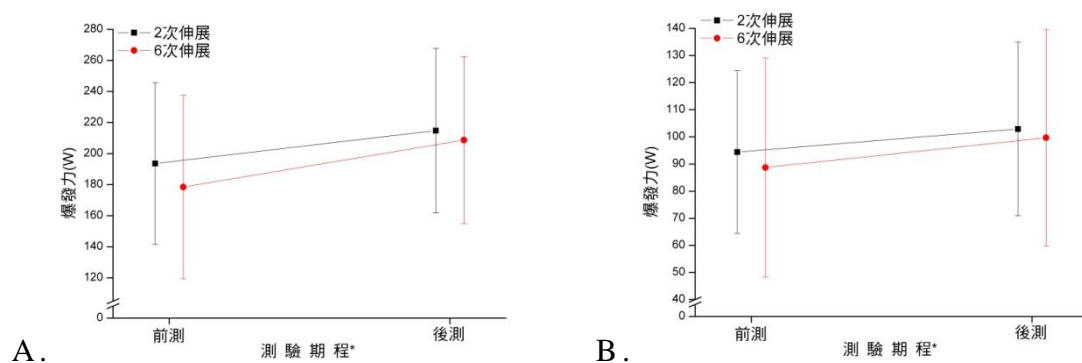 2次伸展
6次伸展
爆發力(W)
280
260
240
220
200
180
160
140
120
0
前測
後測
測 驗 期 程*
A.
2次伸展
6次伸展
爆發力(W)
140
130
120
110
100
90
80
70
60
50
40
0
前測
後測
測 驗 期 程*
B.